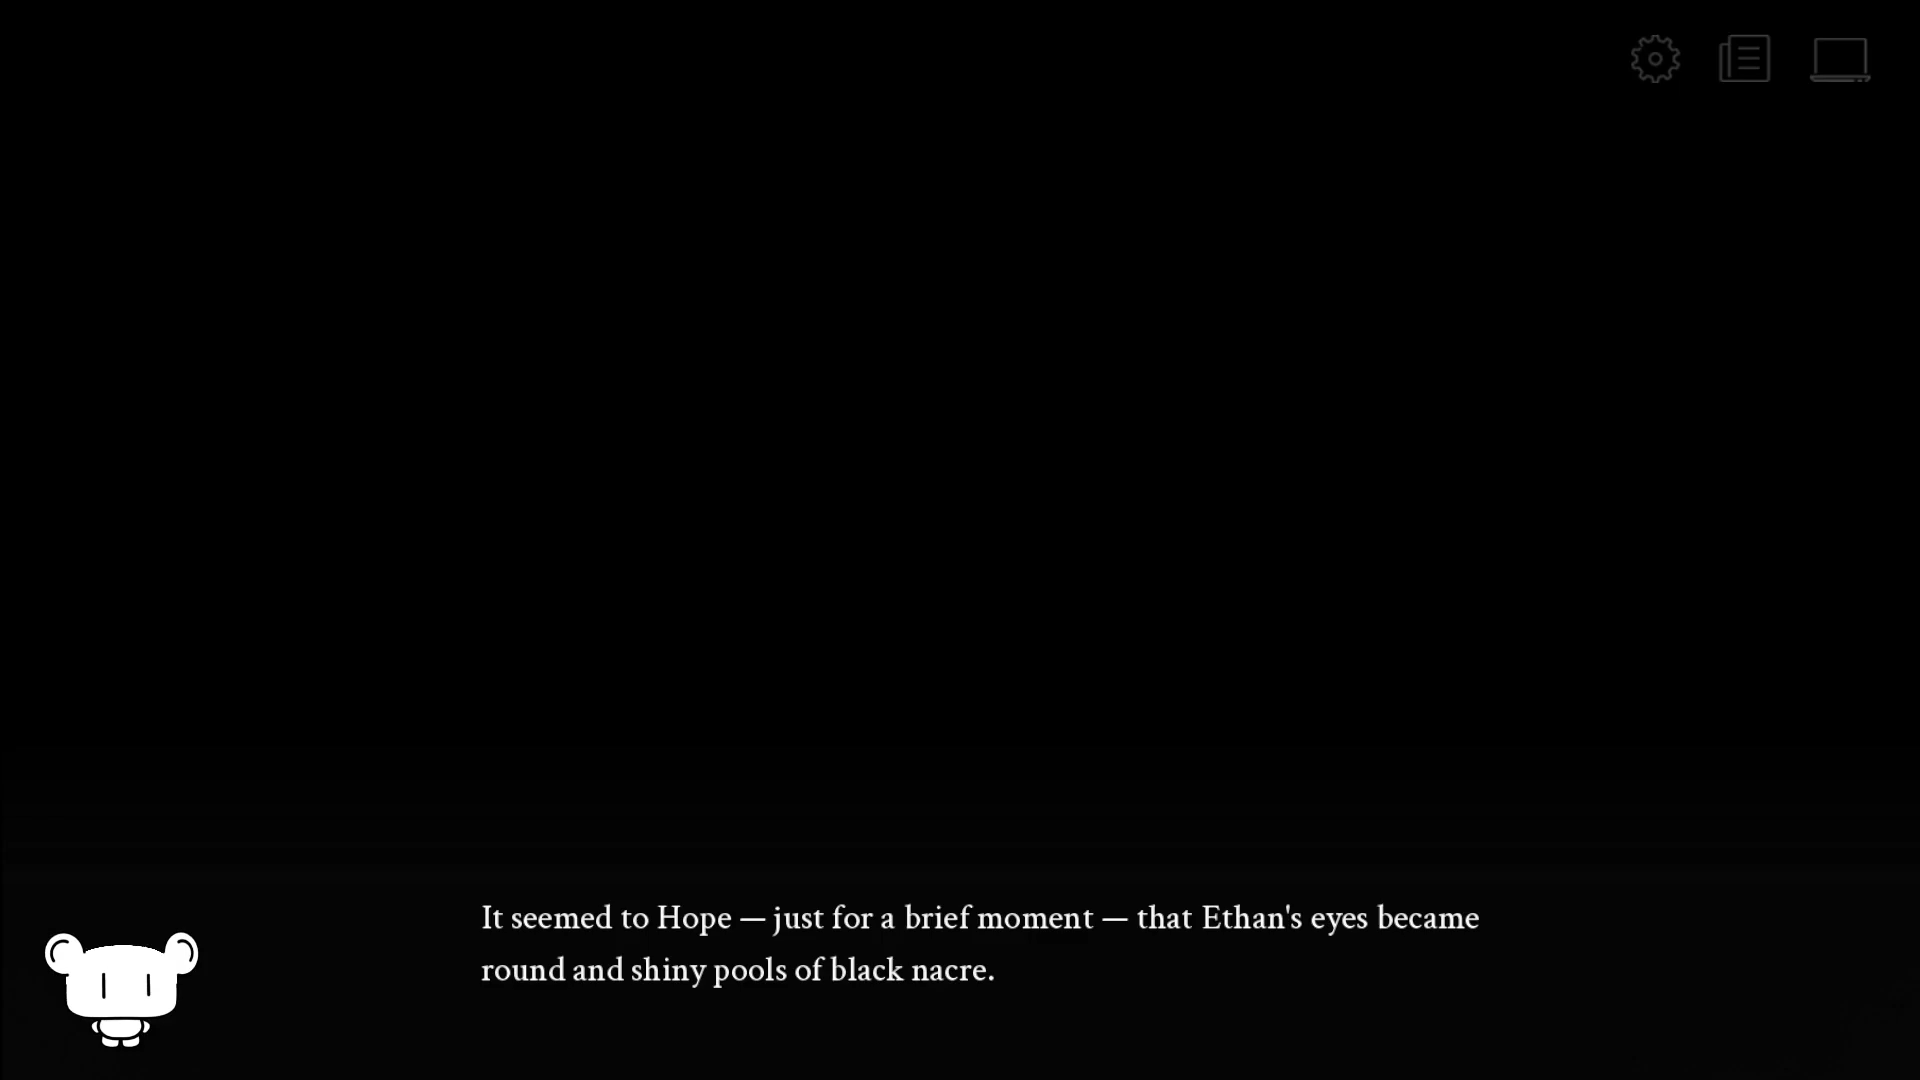 It seemed to Hope — just for a brief moment — that Ethan's eyes became
round and shiny pools of black nacre.